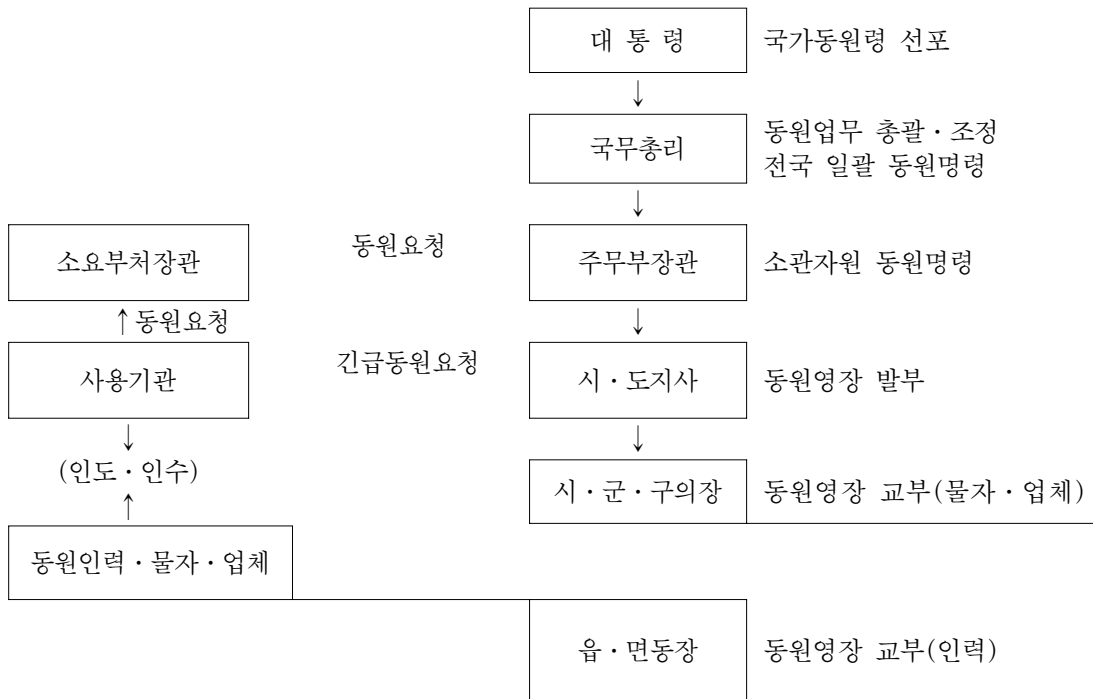 대 통 령 국가동원령 선포
↓
국무총리 동원업무 총괄·조정
전국 일괄 동원명령
↓
소요부처장관 동원요청 주무부장관 소관자원 동원명령
↑동원요청 ↓
사용기관 긴급동원요청 시·도지사 동원영장 발부
↓ ↓
(인도·인수) 시·군·구의장 동원영장 교부(물자·업체)
↑
동원인력·물자·업체
읍·면동장 동원영장 교부(인력)